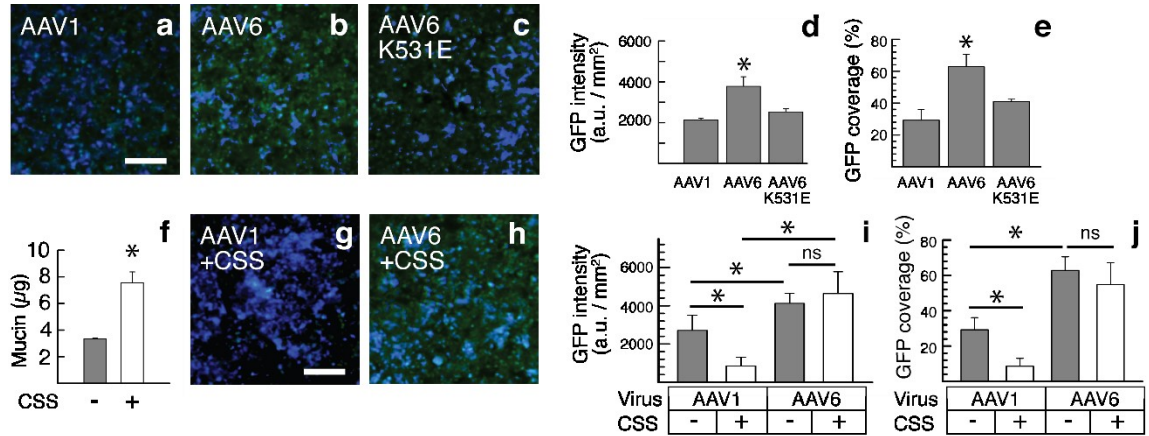 AAV1
a
AAV6
b
AAV6
K531E
c
d
GFP intensity
(a.u. / mm²)
6000
4000
2000
*
AAV1
AAV6
AAV6
K531E
e
GFP coverage (%)
80
60
40
20
*
AAV1
AAV6
AAV6
K531E
f
Mucin (µg)
10
8
6
4
2
*
CSS - +
AAV1
+CSS
g
AAV6
+CSS
h
i
GFP intensity
(a.u. / mm²)
6000
4000
2000
*
*
ns
*
Virus AAV1 AAV6
CSS - + - +
j
GFP coverage (%)
80
60
40
20
*
ns
*
Virus AAV1 AAV6
CSS - + - +